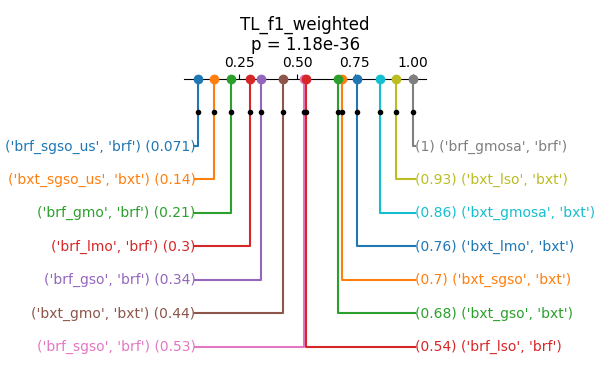 TL_f1_weighted
p = 1.18e-36
0.25 0.50 0.75 1.00
('brf_sgso_us', 'brf') (0.071) (1) ('brf_gmosa', 'brf')
('bxt_sgso_us', 'bxt') (0.14) (0.93) ('bxt_lso', 'bxt')
('brf_gmo', 'brf') (0.21) (0.86) ('bxt_gmosa', 'bxt')
('brf_lmo', 'brf') (0.3) (0.76) ('bxt_lmo', 'bxt')
('brf_gso', 'brf') (0.34) (0.7) ('bxt_sgso', 'bxt')
('bxt_gmo', 'bxt') (0.44) (0.68) ('bxt_gso', 'bxt')
('brf_sgso', 'brf') (0.53) (0.54) ('brf_lso', 'brf')